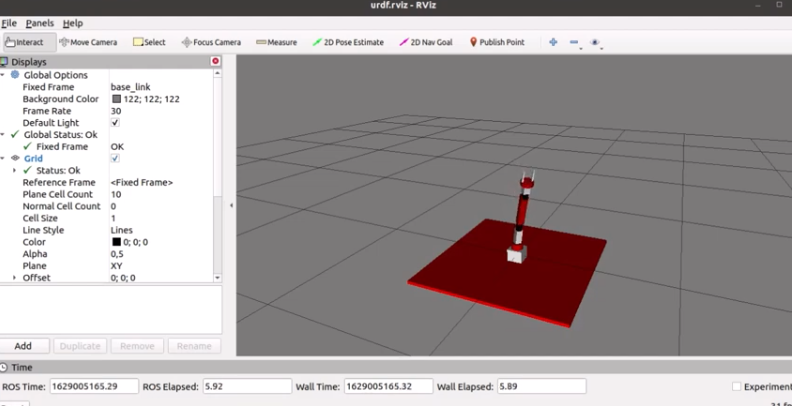 urdf.rviz - RViz
File Panels Help
Interact Move Camera Select Focus Camera Measure 2D Pose Estimate 2D Nav Goal Publish Point
Displays
Global Options
Fixed Frame base_link
Background Color 122; 122; 122
Frame Rate 30
Default Light
Global Status: Ok
Fixed Frame OK
Grid
Status: Ok
Reference Frame <Fixed Frame>
Plane Cell Count 10
Normal Cell Count 0
Cell Size 1
Line Style Lines
Color 0; 0; 0
Alpha 0,5
Plane XY
Offset 0; 0; 0
Add Duplicate Remove Rename
Time
ROS Time: 1629005165.29 ROS Elapsed: 5.92 Wall Time: 1629005165.32 Wall Elapsed: 5.89 Experiment